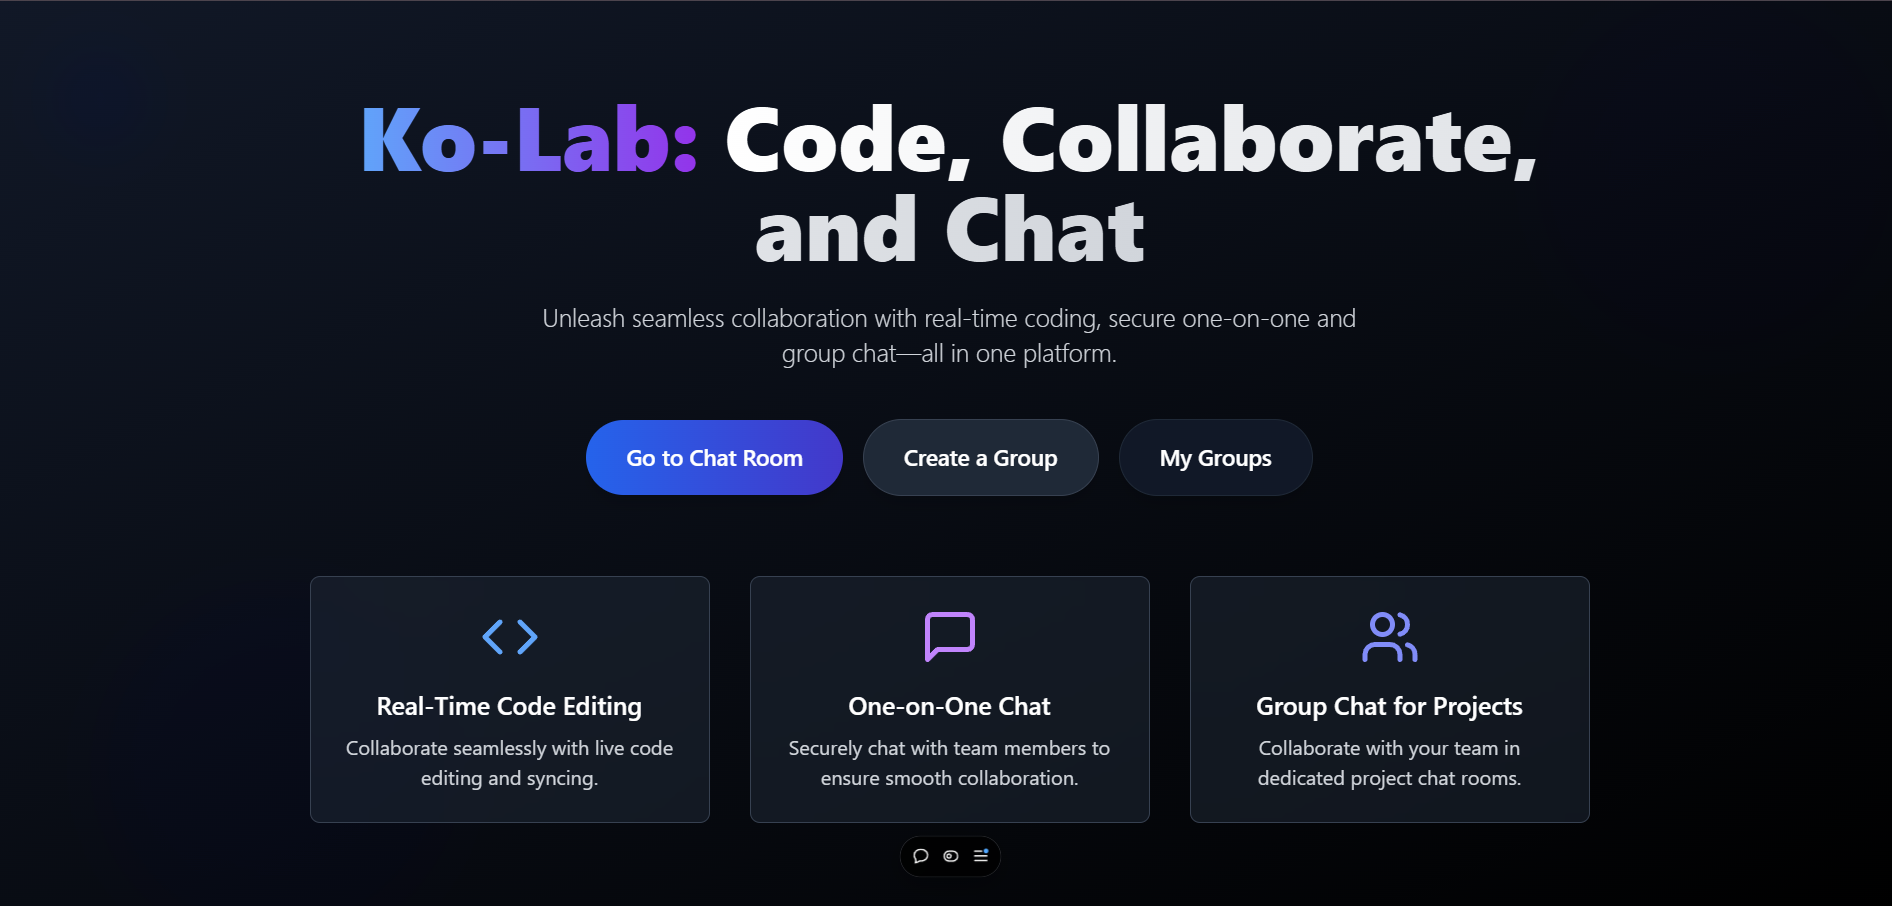 Ko-Lab: Code, Collaborate,
and Chat
Unleash seamless collaboration with real-time coding, secure one-on-one and
group chat—all in one platform.
Go to Chat Room
Create a Group
My Groups
Real-Time Code Editing
Collaborate seamlessly with live code
editing and syncing.
One-on-One Chat
Securely chat with team members to
ensure smooth collaboration.
Group Chat for Projects
Collaborate with your team in
dedicated project chat rooms.